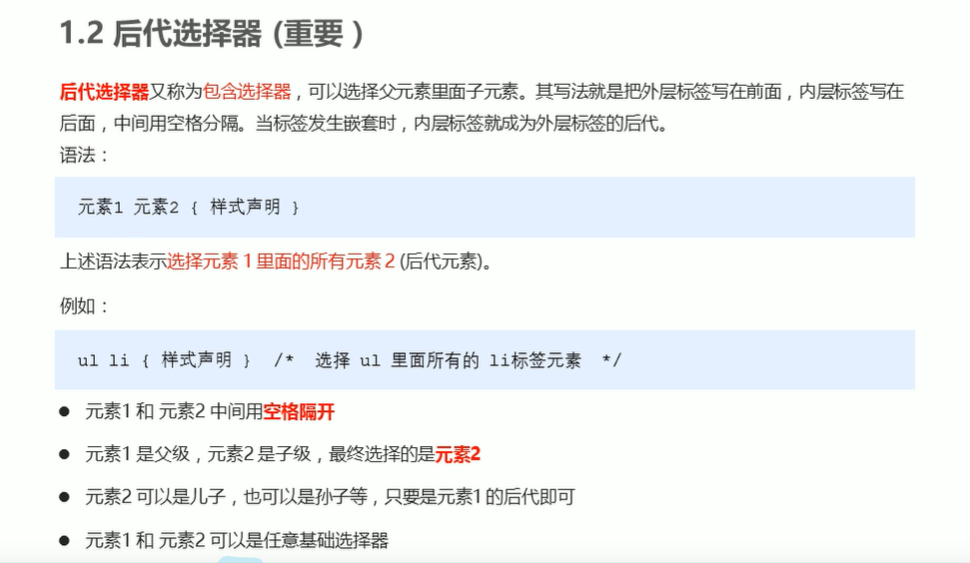 1.2 后代选择器 (重要 )
后代选择器又称为包含选择器，可以选择父元素里面子元素。其写法就是把外层标签写在前面，内层标签写在
后面，中间用空格分隔。当标签发生嵌套时，内层标签就成为外层标签的后代。
语法：
元素1 元素2 { 样式声明 }
上述语法表示选择元素 1 里面的所有元素 2 (后代元素)。
例如：
ul li { 样式声明 } /* 选择 ul 里面所有的 li标签元素 */
● 元素1 和 元素2 中间用空格隔开
● 元素1 是父级，元素2 是子级，最终选择的是元素2
● 元素2 可以是儿子，也可以是孙子等，只要是元素1 的后代即可
● 元素1 和 元素2 可以是任意基础选择器